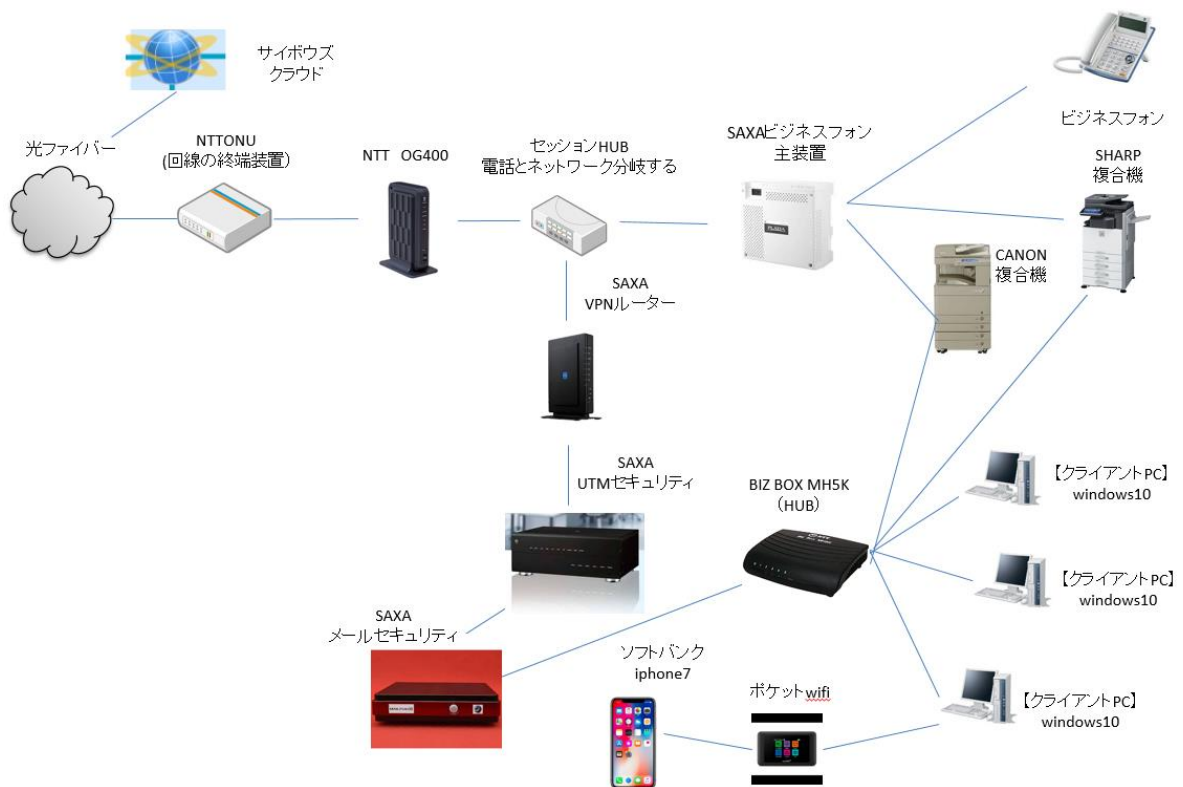 サイボウズ
クラウド
光ファイバー
NTTONU
(回線の終端装置)
NTT OG400
セッションHUB
電話とネットワーク分岐する
SAXAビジネスフォン
主装置
ビジネスフォン
SHARP
複合機
CANON
複合機
SAXA
VPNルーター
SAXA
UTMセキュリティ
BIZ BOX MH5K
(HUB)
【クライアントPC】
windows10
【クライアントPC】
windows10
SAXA
メールセキュリティ
ソフトバンク
iphone7
ポケットwifi
【クライアントPC】
windows10